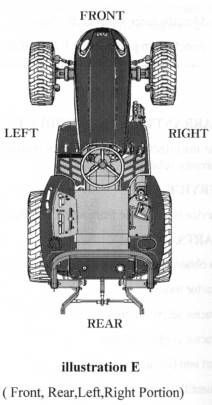 FRONT
LEFT
RIGHT
REAR
illustration E
( Front, Rear,Left,Right Portion)